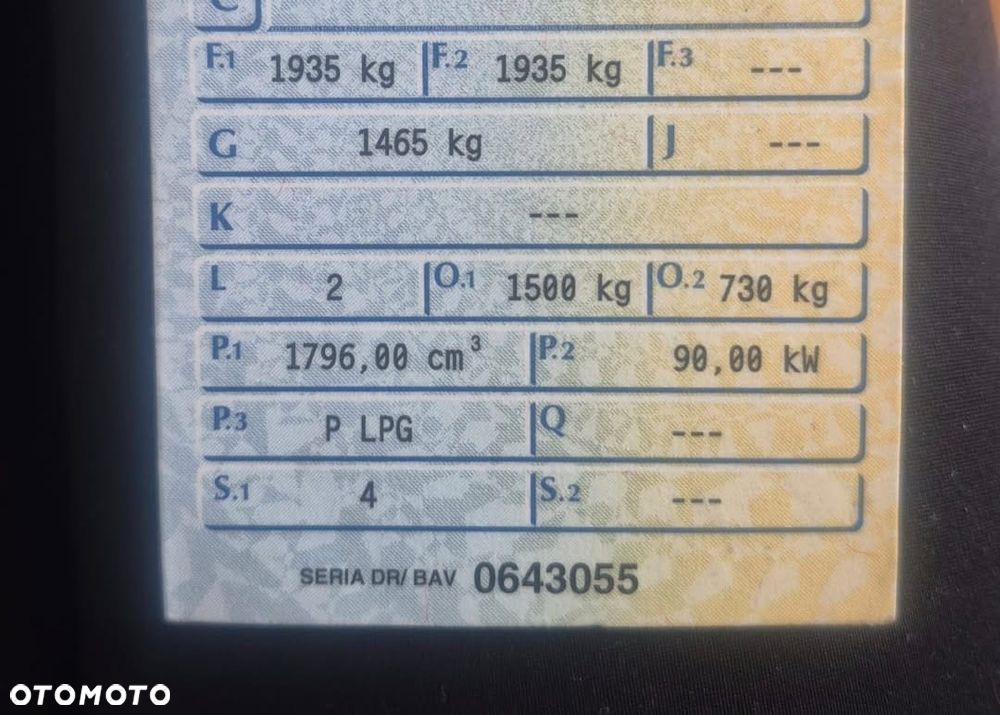 C
F.1 1935 kg F.2 1935 kg F.3 ---
G 1465 kg J ---
K ---
L 2 O.1 1500 kg O.2 730 kg
P.1 1796,00 cm³ P.2 90,00 kW
P.3 P LPG Q ---
S.1 4 S.2 ---
SERIA DR/ BAV 0643055
OTOMOTO